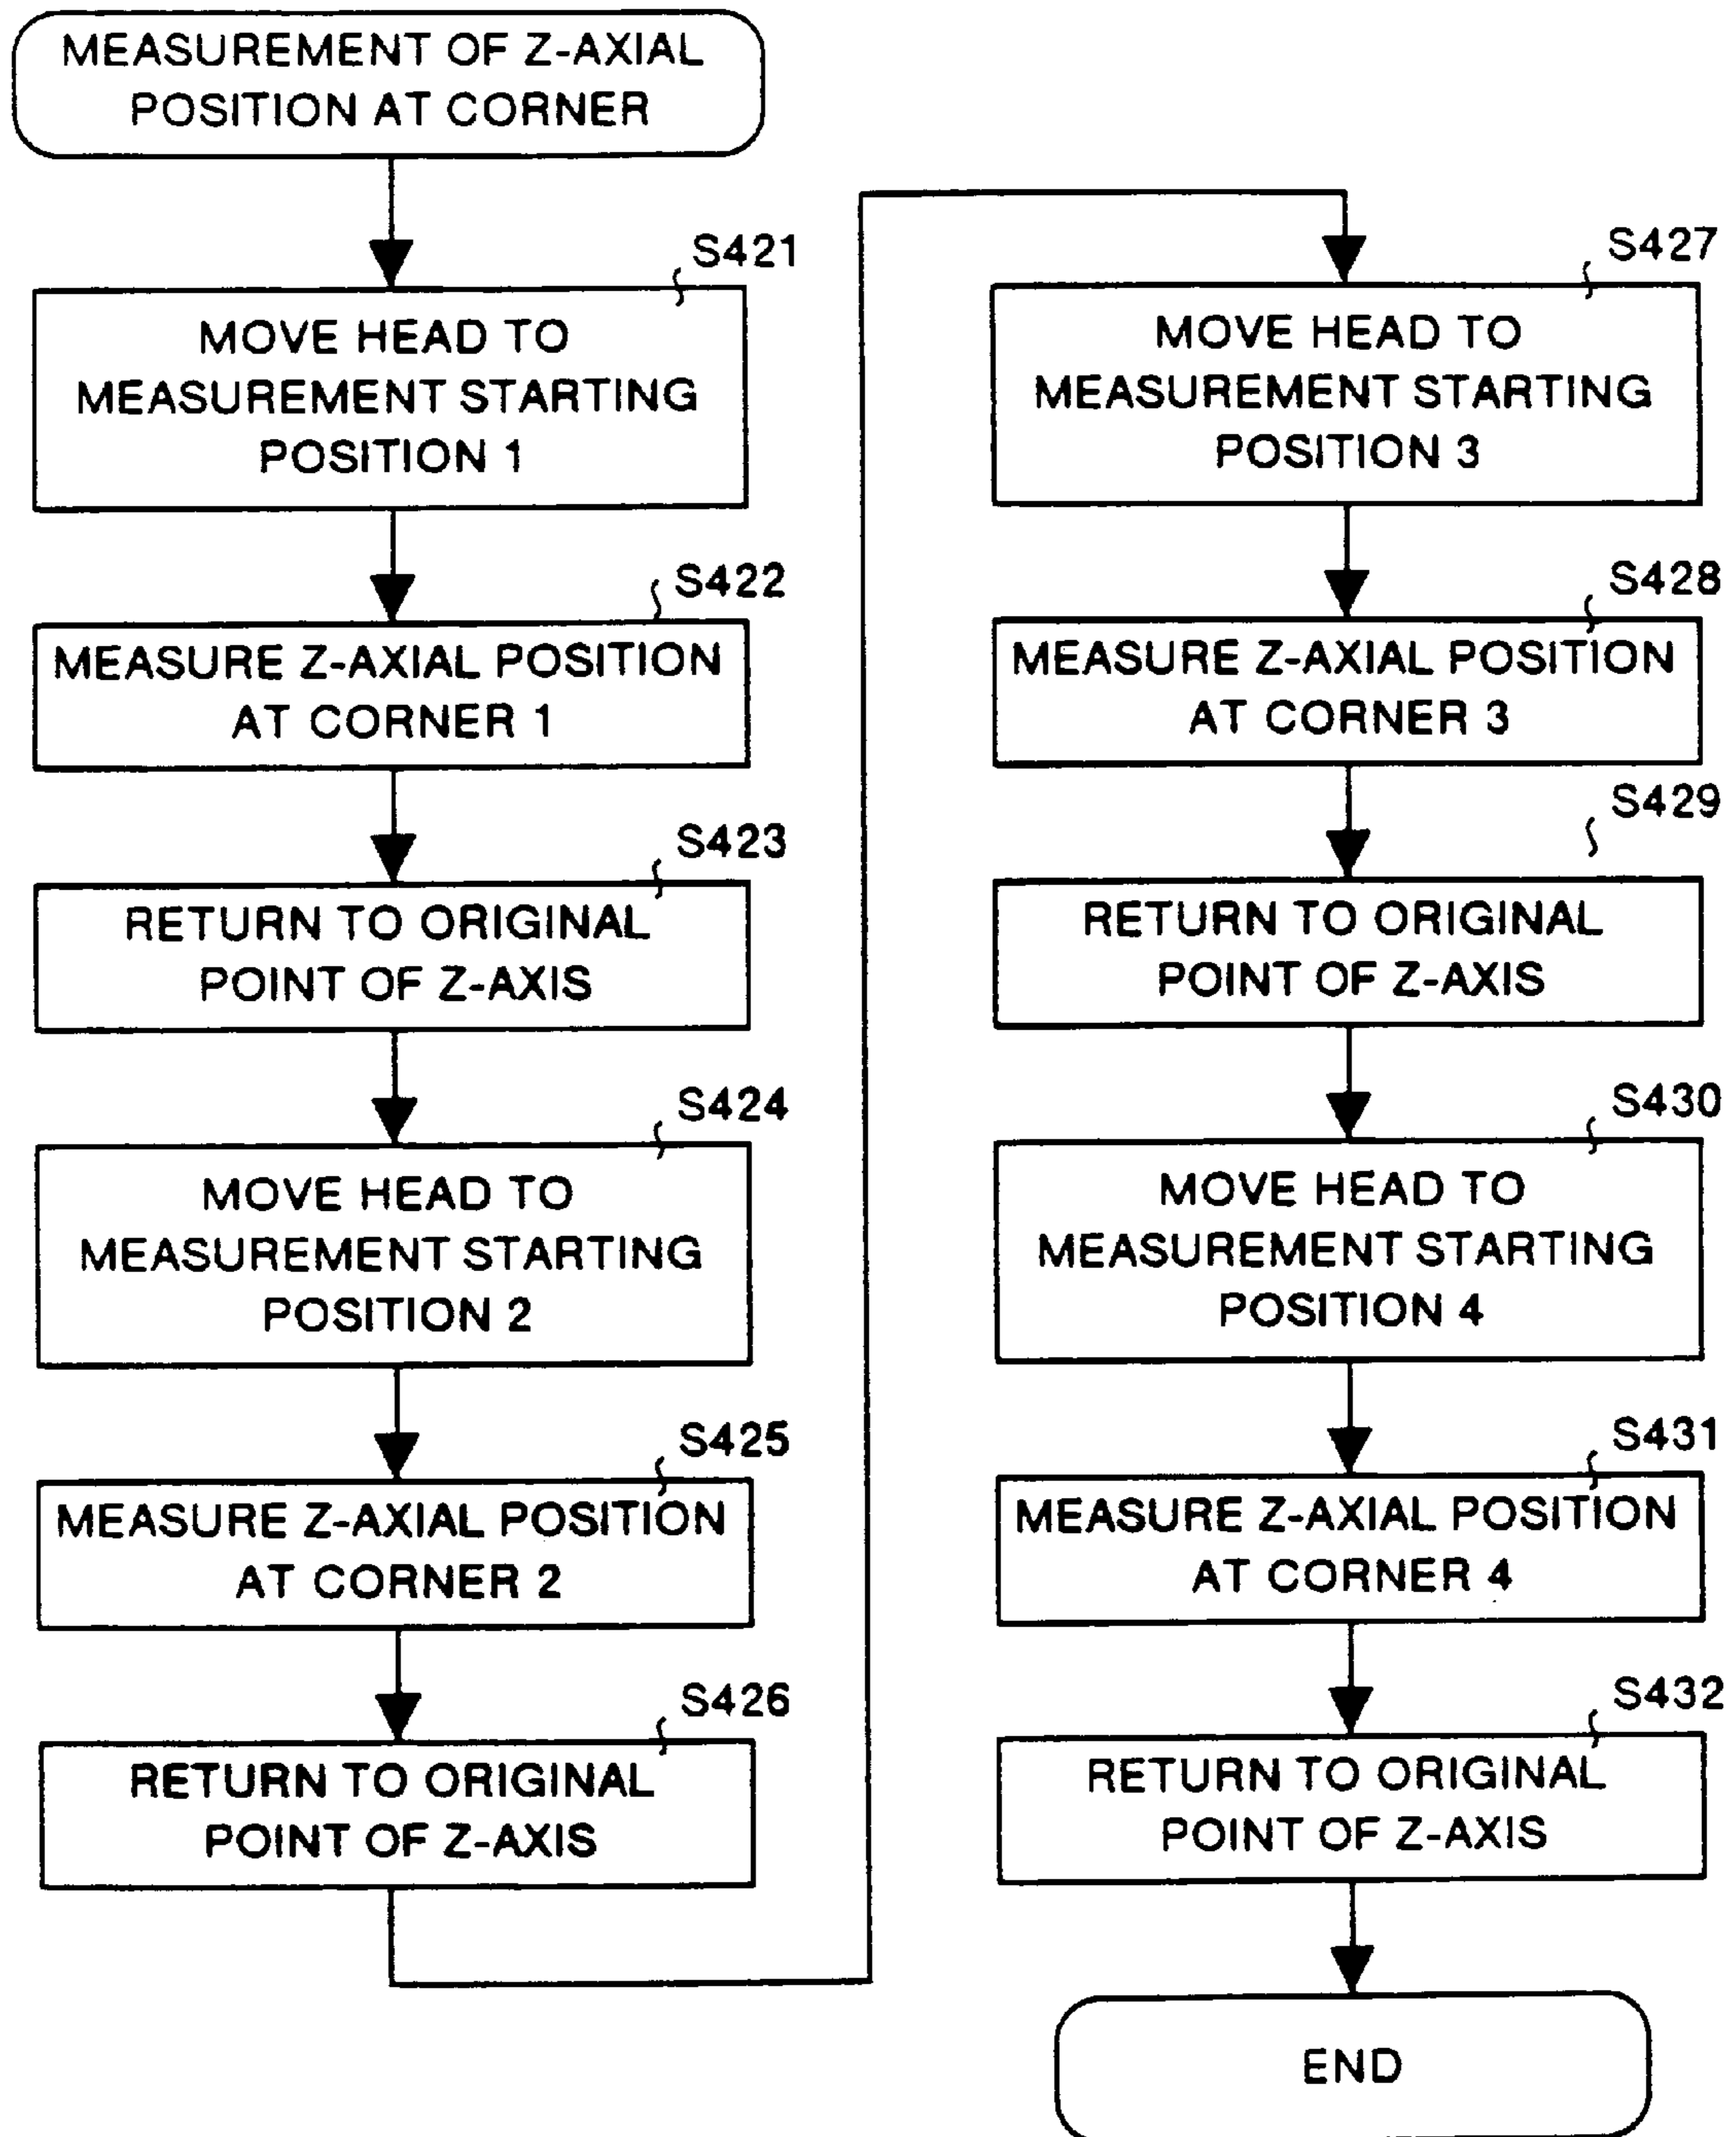 MEASUREMENT OF Z-AXIAL
POSITION AT CORNER
S421
MOVE HEAD TO
MEASUREMENT STARTING
POSITION 1
S422
MEASURE Z-AXIAL POSITION
AT CORNER 1
S423
RETURN TO ORIGINAL
POINT OF Z-AXIS
S424
MOVE HEAD TO
MEASUREMENT STARTING
POSITION 2
S425
MEASURE Z-AXIAL POSITION
AT CORNER 2
S426
RETURN TO ORIGINAL
POINT OF Z-AXIS
S427
MOVE HEAD TO
MEASUREMENT STARTING
POSITION 3
S428
MEASURE Z-AXIAL POSITION
AT CORNER 3
S429
RETURN TO ORIGINAL
POINT OF Z-AXIS
S430
MOVE HEAD TO
MEASUREMENT STARTING
POSITION 4
S431
MEASURE Z-AXIAL POSITION
AT CORNER 4
S432
RETURN TO ORIGINAL
POINT OF Z-AXIS
END